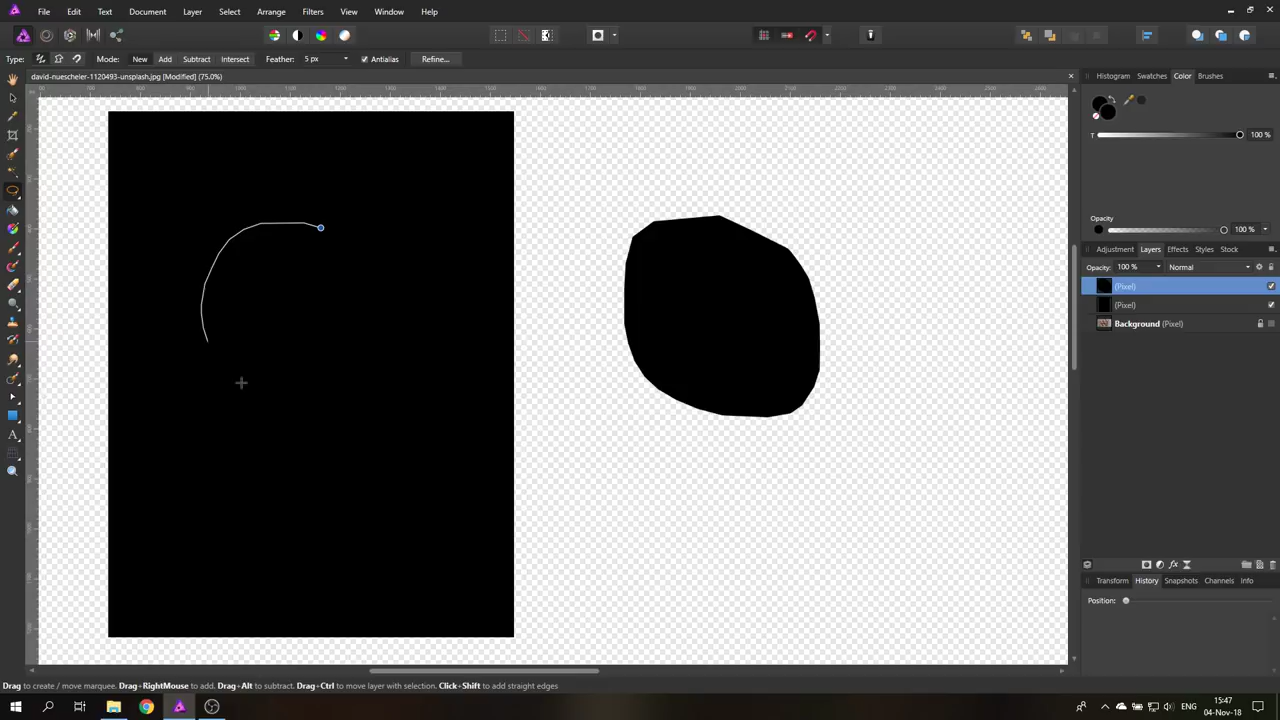 File Edit Text Document Layer Select Arrange Filters View Window Help
Type: Mode: New Add Subtract Intersect Feather: 5 px Antialias Refine...
david-nuescheler-1120493-unsplash.jpg [Modified] (75.0%)
Histogram Swatches Color Brushes
T 100 %
Opacity
100 %
Adjustment Layers Effects Styles Stock
Opacity: 100 % Normal
(Pixel)
(Pixel)
Background (Pixel)
Transform History Snapshots Channels Info
Position:
Drag to create / move marquee. Drag+RightMouse to add. Drag+Alt to subtract. Drag+Ctrl to move layer with selection. Click+Shift to add straight edges
15:47
04-Nov-18